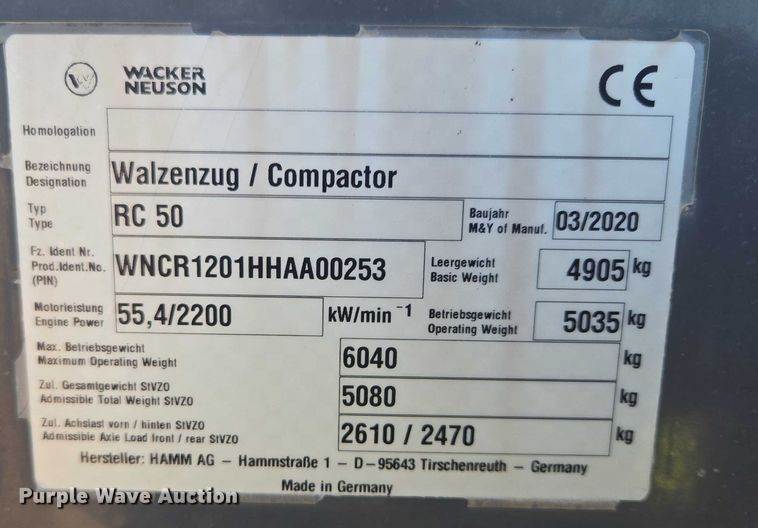 WACKER
NEUSON
CE
Homologation
Bezeichnung
Designation
Walzenzug / Compactor
Typ
Type
RC 50
Baujahr
M&Y of Manuf.
03/2020
Fz. Ident Nr.
Prod.Ident.No.
(PIN)
WNCR1201HHAA00253
Leergewicht
Basic Weight
4905 kg
Motorleistung
Engine Power
55,4/2200
kW/min -1
Betriebsgewicht
Operating Weight
5035 kg
Max. Betriebsgewicht
Maximum Operating Weight
6040
kg
Zul. Gesamtgewicht StVZO
Admissible Total Weight StVZO
5080
kg
Zul. Achslast vorn / hinten StVZO
Admissible Axle Load front / rear StVZO
2610 / 2470
kg
Hersteller: HAMM AG – Hammstraße 1 – D–95643 Tirschenreuth – Germany
Made in Germany
Purple Wave Auction